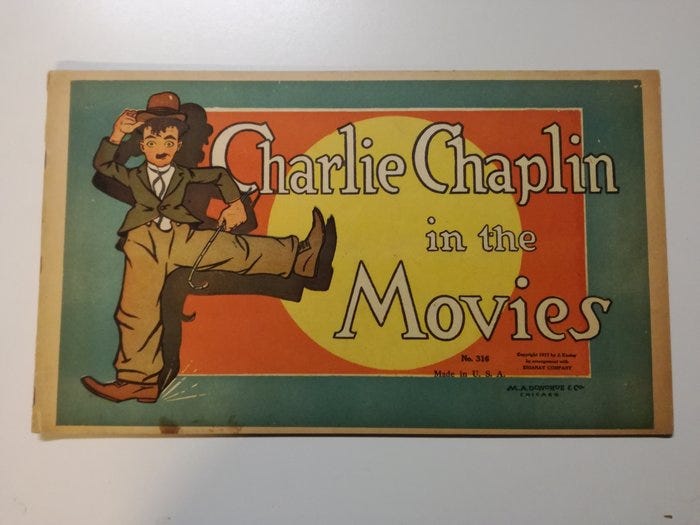 Charlie Chaplin
in the
Movies
No. 316
Made in U. S. A.
Copyright 1917 by J. Keeley
by arrangement with
ESSANAY COMPANY
M.A. DONOHUE & CO.
CHICAGO